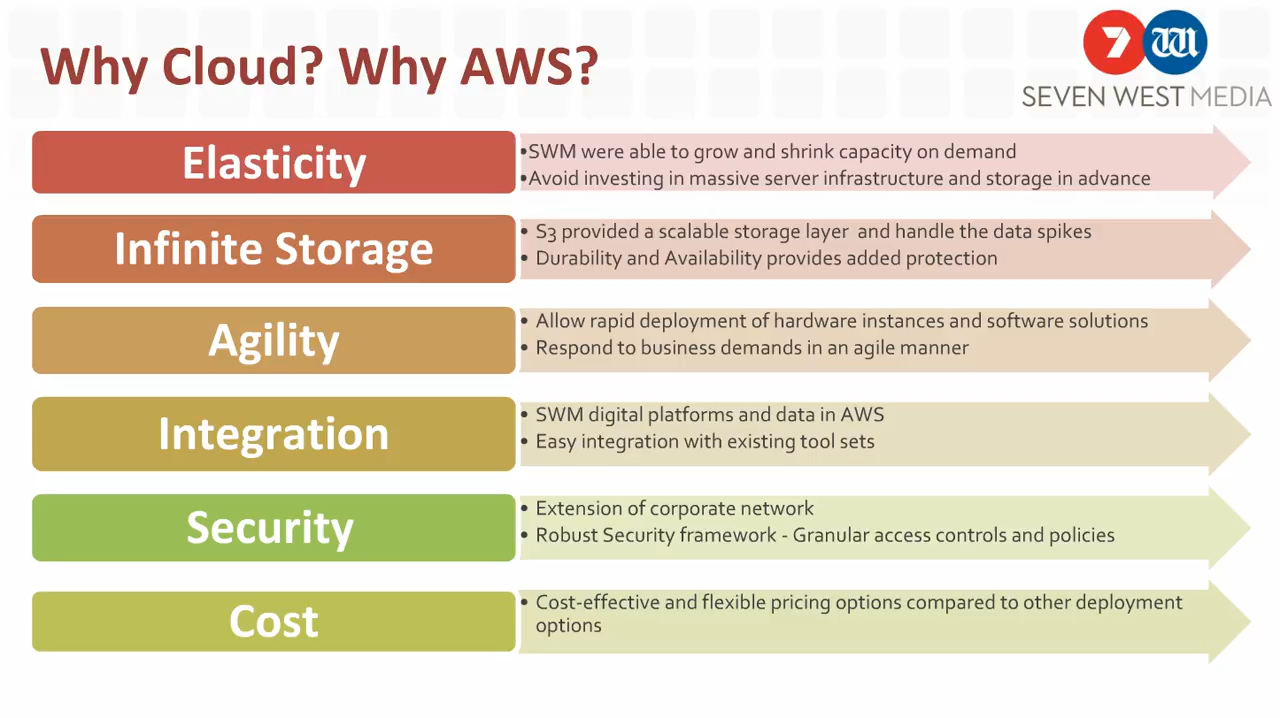 Why Cloud? Why AWS?
7
SEVEN WEST MEDIA
Elasticity
•SWM were able to grow and shrink capacity on demand
•Avoid investing in massive server infrastructure and storage in advance
Infinite Storage
• S3 provided a scalable storage layer and handle the data spikes
• Durability and Availability provides added protection
Agility
• Allow rapid deployment of hardware instances and software solutions
• Respond to business demands in an agile manner
Integration
• SWM digital platforms and data in AWS
• Easy integration with existing tool sets
Security
• Extension of corporate network
• Robust Security framework - Granular access controls and policies
Cost
• Cost-effective and flexible pricing options compared to other deployment
options